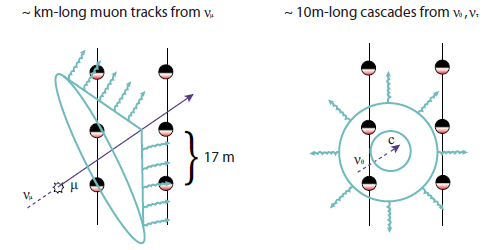 ~ km-long muon tracks from νμ
~ 10m-long cascades from νₑ, ντ
17 m
νμ
μ
c
νₑ